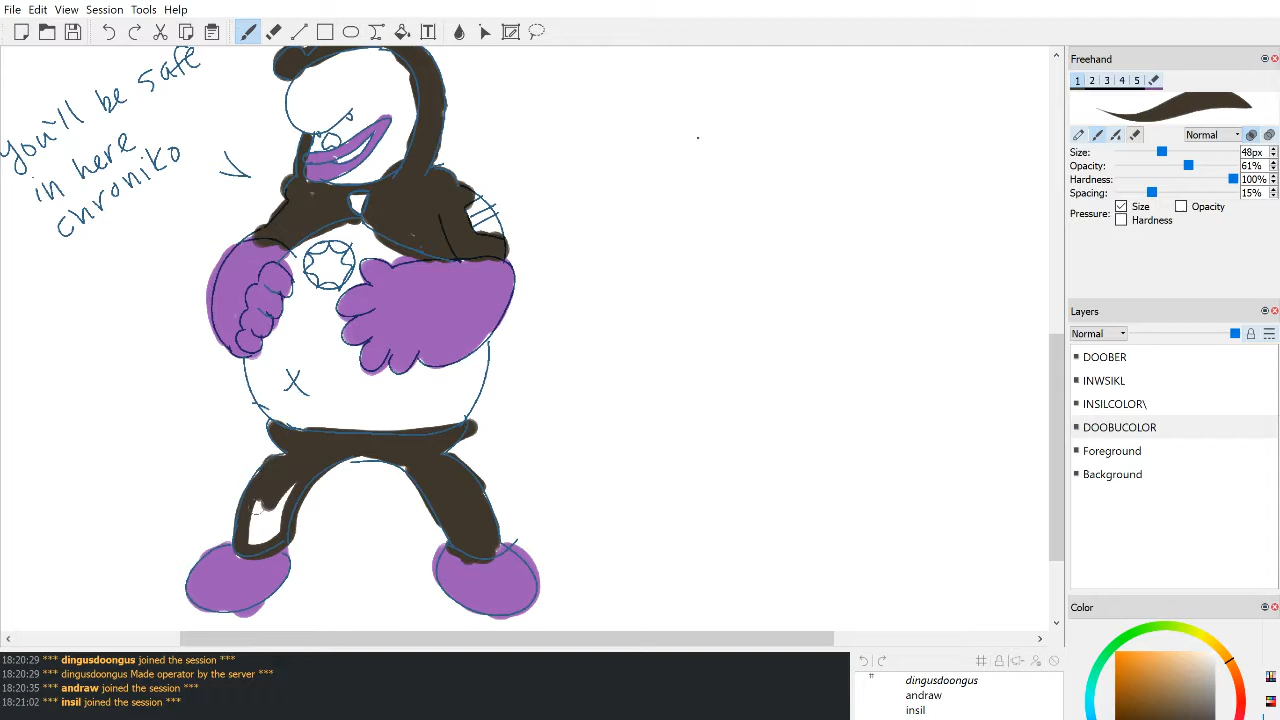 File Edit View Session Tools Help
you'll be safe
in here
chroniko
X
Freehand
1 2 3 4 5
Normal
Size: 48px
Opacity: 61%
Hardness: 100%
Spacing: 15%
Pressure: Size Opacity
Hardness
Layers
Normal
DOOBER
INWSIKL
INSILCOLOR\
DOOBUCOLOR
Foreground
Background
Color
18:20:29 *** dingusdoongus joined the session ***
18:20:29 *** dingusdoongus Made operator by the server ***
18:20:35 *** andraw joined the session ***
18:21:02 *** insil joined the session ***
#
dingusdoongus
andraw
insil